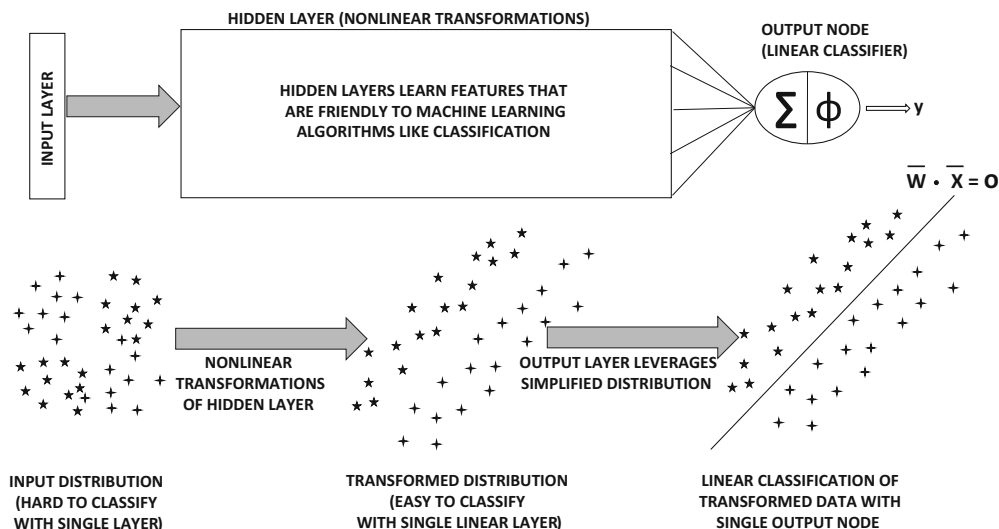 HIDDEN LAYER (NONLINEAR TRANSFORMATIONS)
INPUT LAYER
HIDDEN LAYERS LEARN FEATURES THAT
ARE FRIENDLY TO MACHINE LEARNING
ALGORITHMS LIKE CLASSIFICATION
OUTPUT NODE
(LINEAR CLASSIFIER)
Σ ϕ
y
W̅ · X̅ = 0
NONLINEAR
TRANSFORMATIONS
OF HIDDEN LAYER
OUTPUT LAYER LEVERAGES
SIMPLIFIED DISTRIBUTION
INPUT DISTRIBUTION
(HARD TO CLASSIFY
WITH SINGLE LAYER)
TRANSFORMED DISTRIBUTION
(EASY TO CLASSIFY
WITH SINGLE LINEAR LAYER)
LINEAR CLASSIFICATION OF
TRANSFORMED DATA WITH
SINGLE OUTPUT NODE